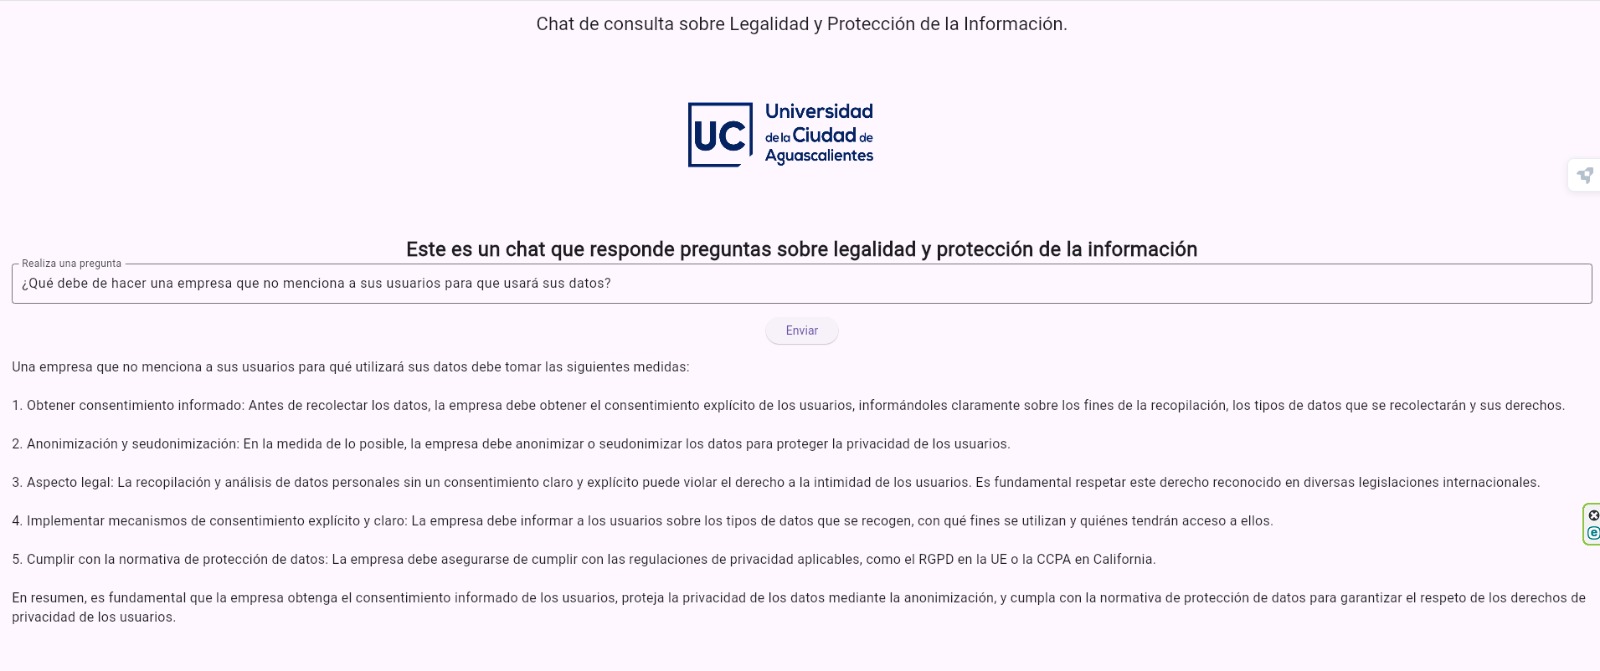 Chat de consulta sobre Legalidad y Protección de la Información.
UC
Universidad
de la Ciudad de
Aguascalientes
Este es un chat que responde preguntas sobre legalidad y protección de la información
Realiza una pregunta
¿Qué debe de hacer una empresa que no menciona a sus usuarios para que usará sus datos?
Enviar
Una empresa que no menciona a sus usuarios para qué utilizará sus datos debe tomar las siguientes medidas:
1. Obtener consentimiento informado: Antes de recolectar los datos, la empresa debe obtener el consentimiento explícito de los usuarios, informándoles claramente sobre los fines de la recopilación, los tipos de datos que se recolectarán y sus derechos.
2. Anonimización y seudonimización: En la medida de lo posible, la empresa debe anonimizar o seudonimizar los datos para proteger la privacidad de los usuarios.
3. Aspecto legal: La recopilación y análisis de datos personales sin un consentimiento claro y explícito puede violar el derecho a la intimidad de los usuarios. Es fundamental respetar este derecho reconocido en diversas legislaciones internacionales.
4. Implementar mecanismos de consentimiento explícito y claro: La empresa debe informar a los usuarios sobre los tipos de datos que se recogen, con qué fines se utilizan y quiénes tendrán acceso a ellos.
5. Cumplir con la normativa de protección de datos: La empresa debe asegurarse de cumplir con las regulaciones de privacidad aplicables, como el RGPD en la UE o la CCPA en California.
En resumen, es fundamental que la empresa obtenga el consentimiento informado de los usuarios, proteja la privacidad de los datos mediante la anonimización, y cumpla con la normativa de protección de datos para garantizar el respeto de los derechos de
privacidad de los usuarios.